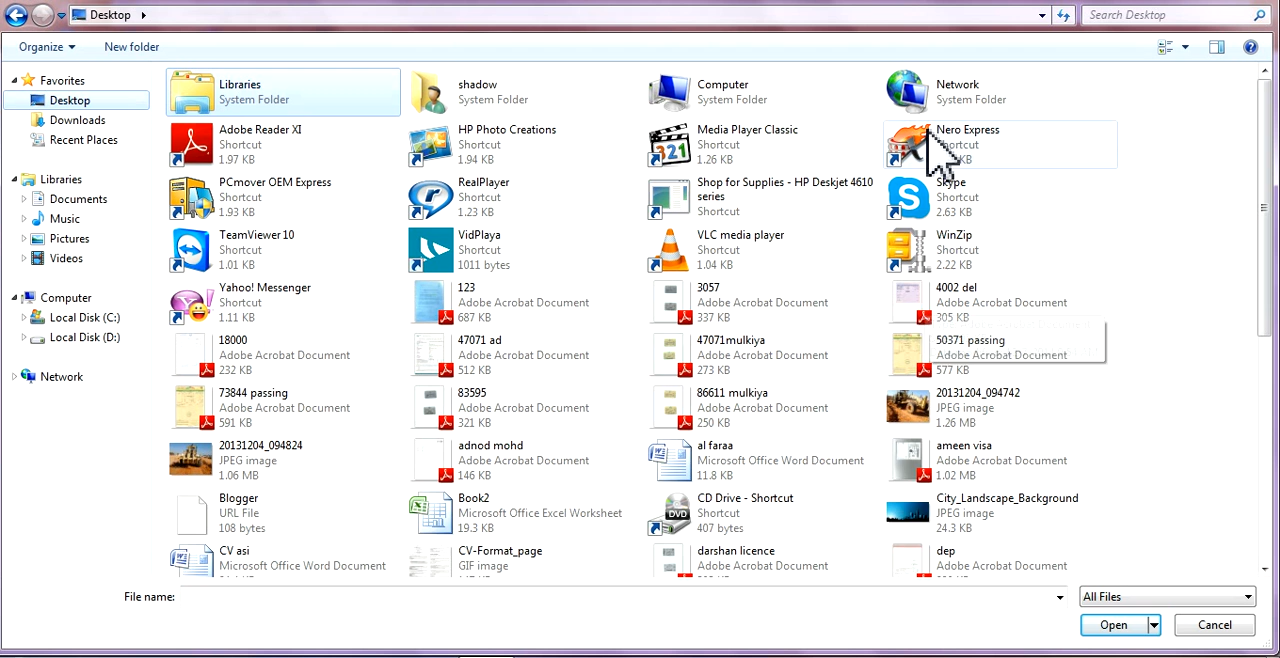 Desktop
Search Desktop
Organize
New folder
Favorites
Desktop
Downloads
Recent Places
Libraries
Documents
Music
Pictures
Videos
Computer
Local Disk (C:)
Local Disk (D:)
Network
Libraries
System Folder
shadow
System Folder
Computer
System Folder
Network
System Folder
Adobe Reader XI
Shortcut
1.97 KB
HP Photo Creations
Shortcut
1.94 KB
Media Player Classic
Shortcut
1.26 KB
Nero Express
KB
PCmover OEM Express
Shortcut
1.93 KB
RealPlayer
Shortcut
1.23 KB
Shop for Supplies - HP Deskjet 4610
series
Shortcut
Skype
Shortcut
2.63 KB
TeamViewer 10
Shortcut
1.01 KB
VidPlaya
Shortcut
1011 bytes
VLC media player
Shortcut
1.04 KB
WinZip
Shortcut
2.22 KB
Yahoo! Messenger
Shortcut
1.11 KB
123
Adobe Acrobat Document
687 KB
3057
Adobe Acrobat Document
337 KB
4002 del
Adobe Acrobat Document
305 KB
18000
Adobe Acrobat Document
232 KB
47071 ad
Adobe Acrobat Document
512 KB
47071mulkiya
Adobe Acrobat Document
273 KB
50371 passing
Adobe Acrobat Document
577 KB
73844 passing
Adobe Acrobat Document
591 KB
83595
Adobe Acrobat Document
321 KB
86611 mulkiya
Adobe Acrobat Document
250 KB
20131204_094742
JPEG image
1.26 MB
20131204_094824
JPEG image
1.06 MB
adnod mohd
Adobe Acrobat Document
146 KB
al faraa
Microsoft Office Word Document
11.8 KB
ameen visa
Adobe Acrobat Document
1.02 MB
Blogger
URL File
108 bytes
Book2
Microsoft Office Excel Worksheet
19.3 KB
CD Drive - Shortcut
Shortcut
407 bytes
City_Landscape_Background
JPEG image
24.3 KB
CV asi
Microsoft Office Word Document
CV-Format_page
GIF image
darshan licence
Adobe Acrobat Document
dep
Adobe Acrobat Document
File name:
All Files
Open
Cancel